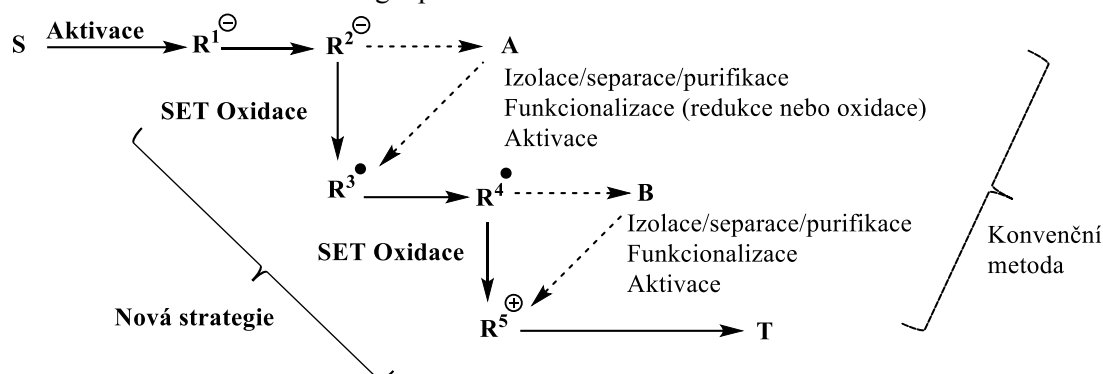 S Aktivace R1⊖ R2⊖ A
Izolace/separace/purifikace
SET Oxidace Funkcionalizace (redukce nebo oxidace)
Aktivace
R3• R4• B
Izolace/separace/purifikace
SET Oxidace Funkcionalizace
Aktivace
Konvenční
metoda
Nová strategie R5⊕ T